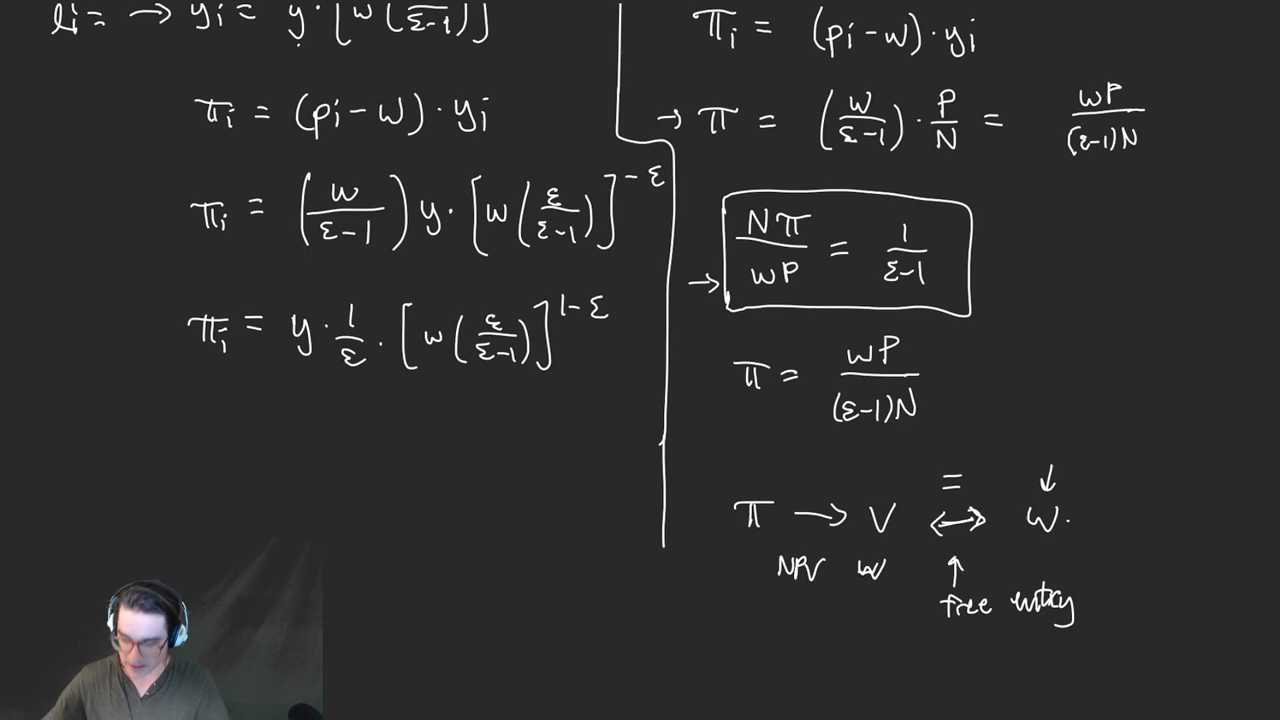 li = → yi = y · [w(ε/(ε-1))]
πi = (pi - w) · yi
πi = (w/(ε-1)) y · [w(ε/(ε-1))]^-ε
πi = y · 1/ε · [w(ε/(ε-1))]^1-ε
πi = (pi - w) · yi
→ π = (w/(ε-1)) · P/N = wP/((ε-1)N)
→ Nπ/wP = 1/(ε-1)
π = wP/((ε-1)N)
= ↓
π → V ↔ w.
NPV w ↑
free entry